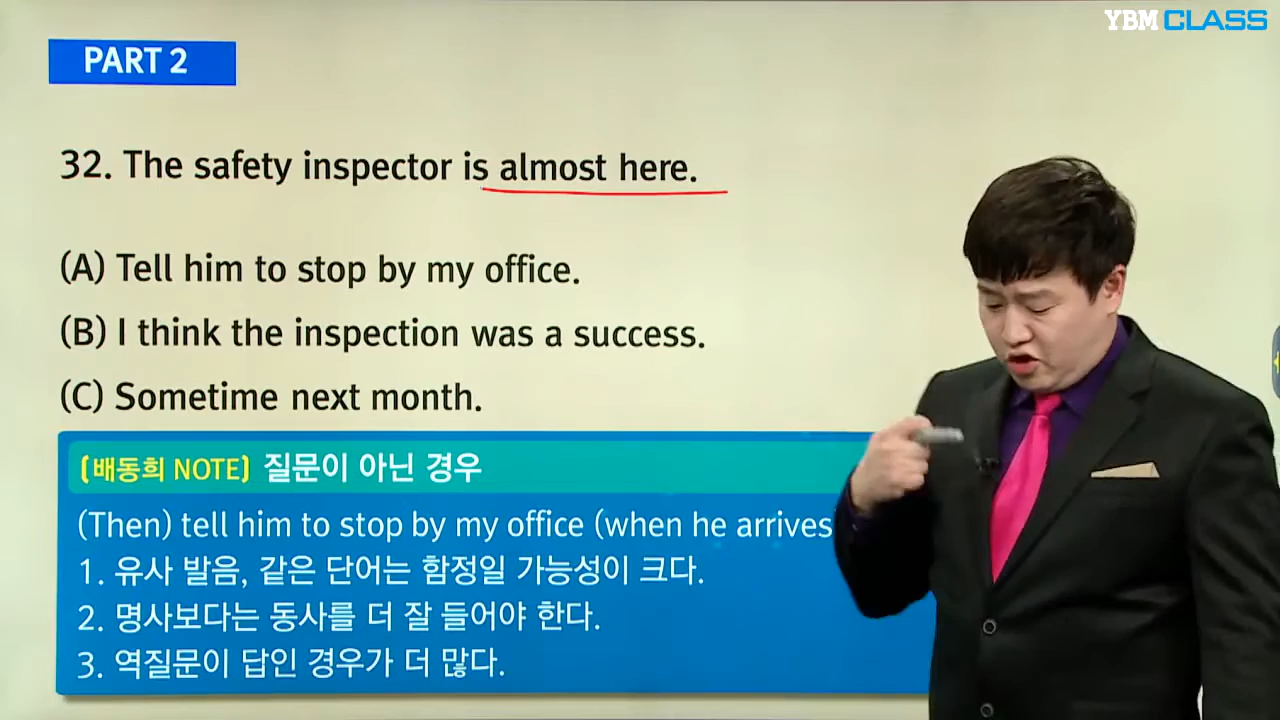 YBM CLASS
PART 2
32. The safety inspector is almost here.
(A) Tell him to stop by my office.
(B) I think the inspection was a success.
(C) Sometime next month.
[배동희 NOTE] 질문이 아닌 경우
(Then) tell him to stop by my office (when he arrives
1. 유사 발음, 같은 단어는 함정일 가능성이 크다.
2. 명사보다는 동사를 더 잘 들어야 한다.
3. 역질문이 답인 경우가 더 많다.